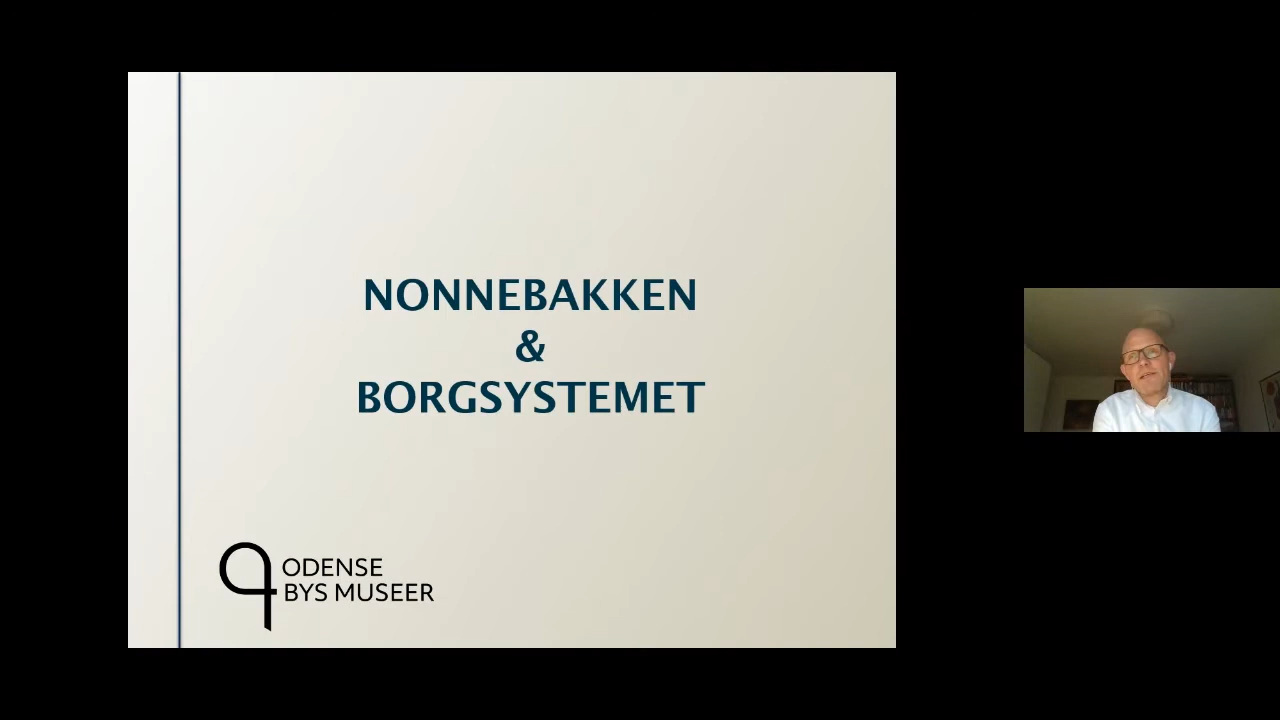 NONNEBAKKEN
&
BORGSYSTEMET
ODENSE
BYS MUSEER